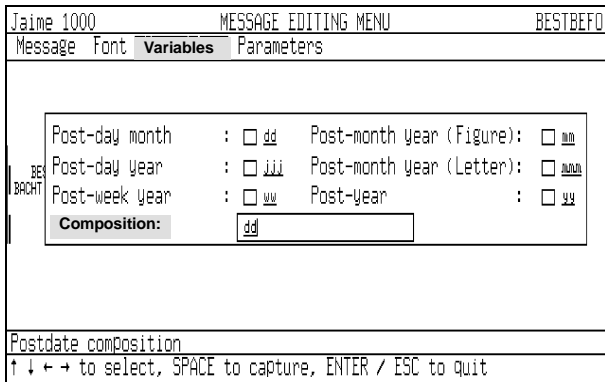 Jaime 1000 MESSAGE EDITING MENU BESTBEFO
Message Font Variables Parameters
Post-day month : dd Post-month year (Figure): mm
BES Post-day year : jjj Post-month year (Letter): mmm
BACHT Post-week year : ww Post-year : yy
Composition: dd
Postdate composition
↑ ↓ ← → to select, SPACE to capture, ENTER / ESC to quit